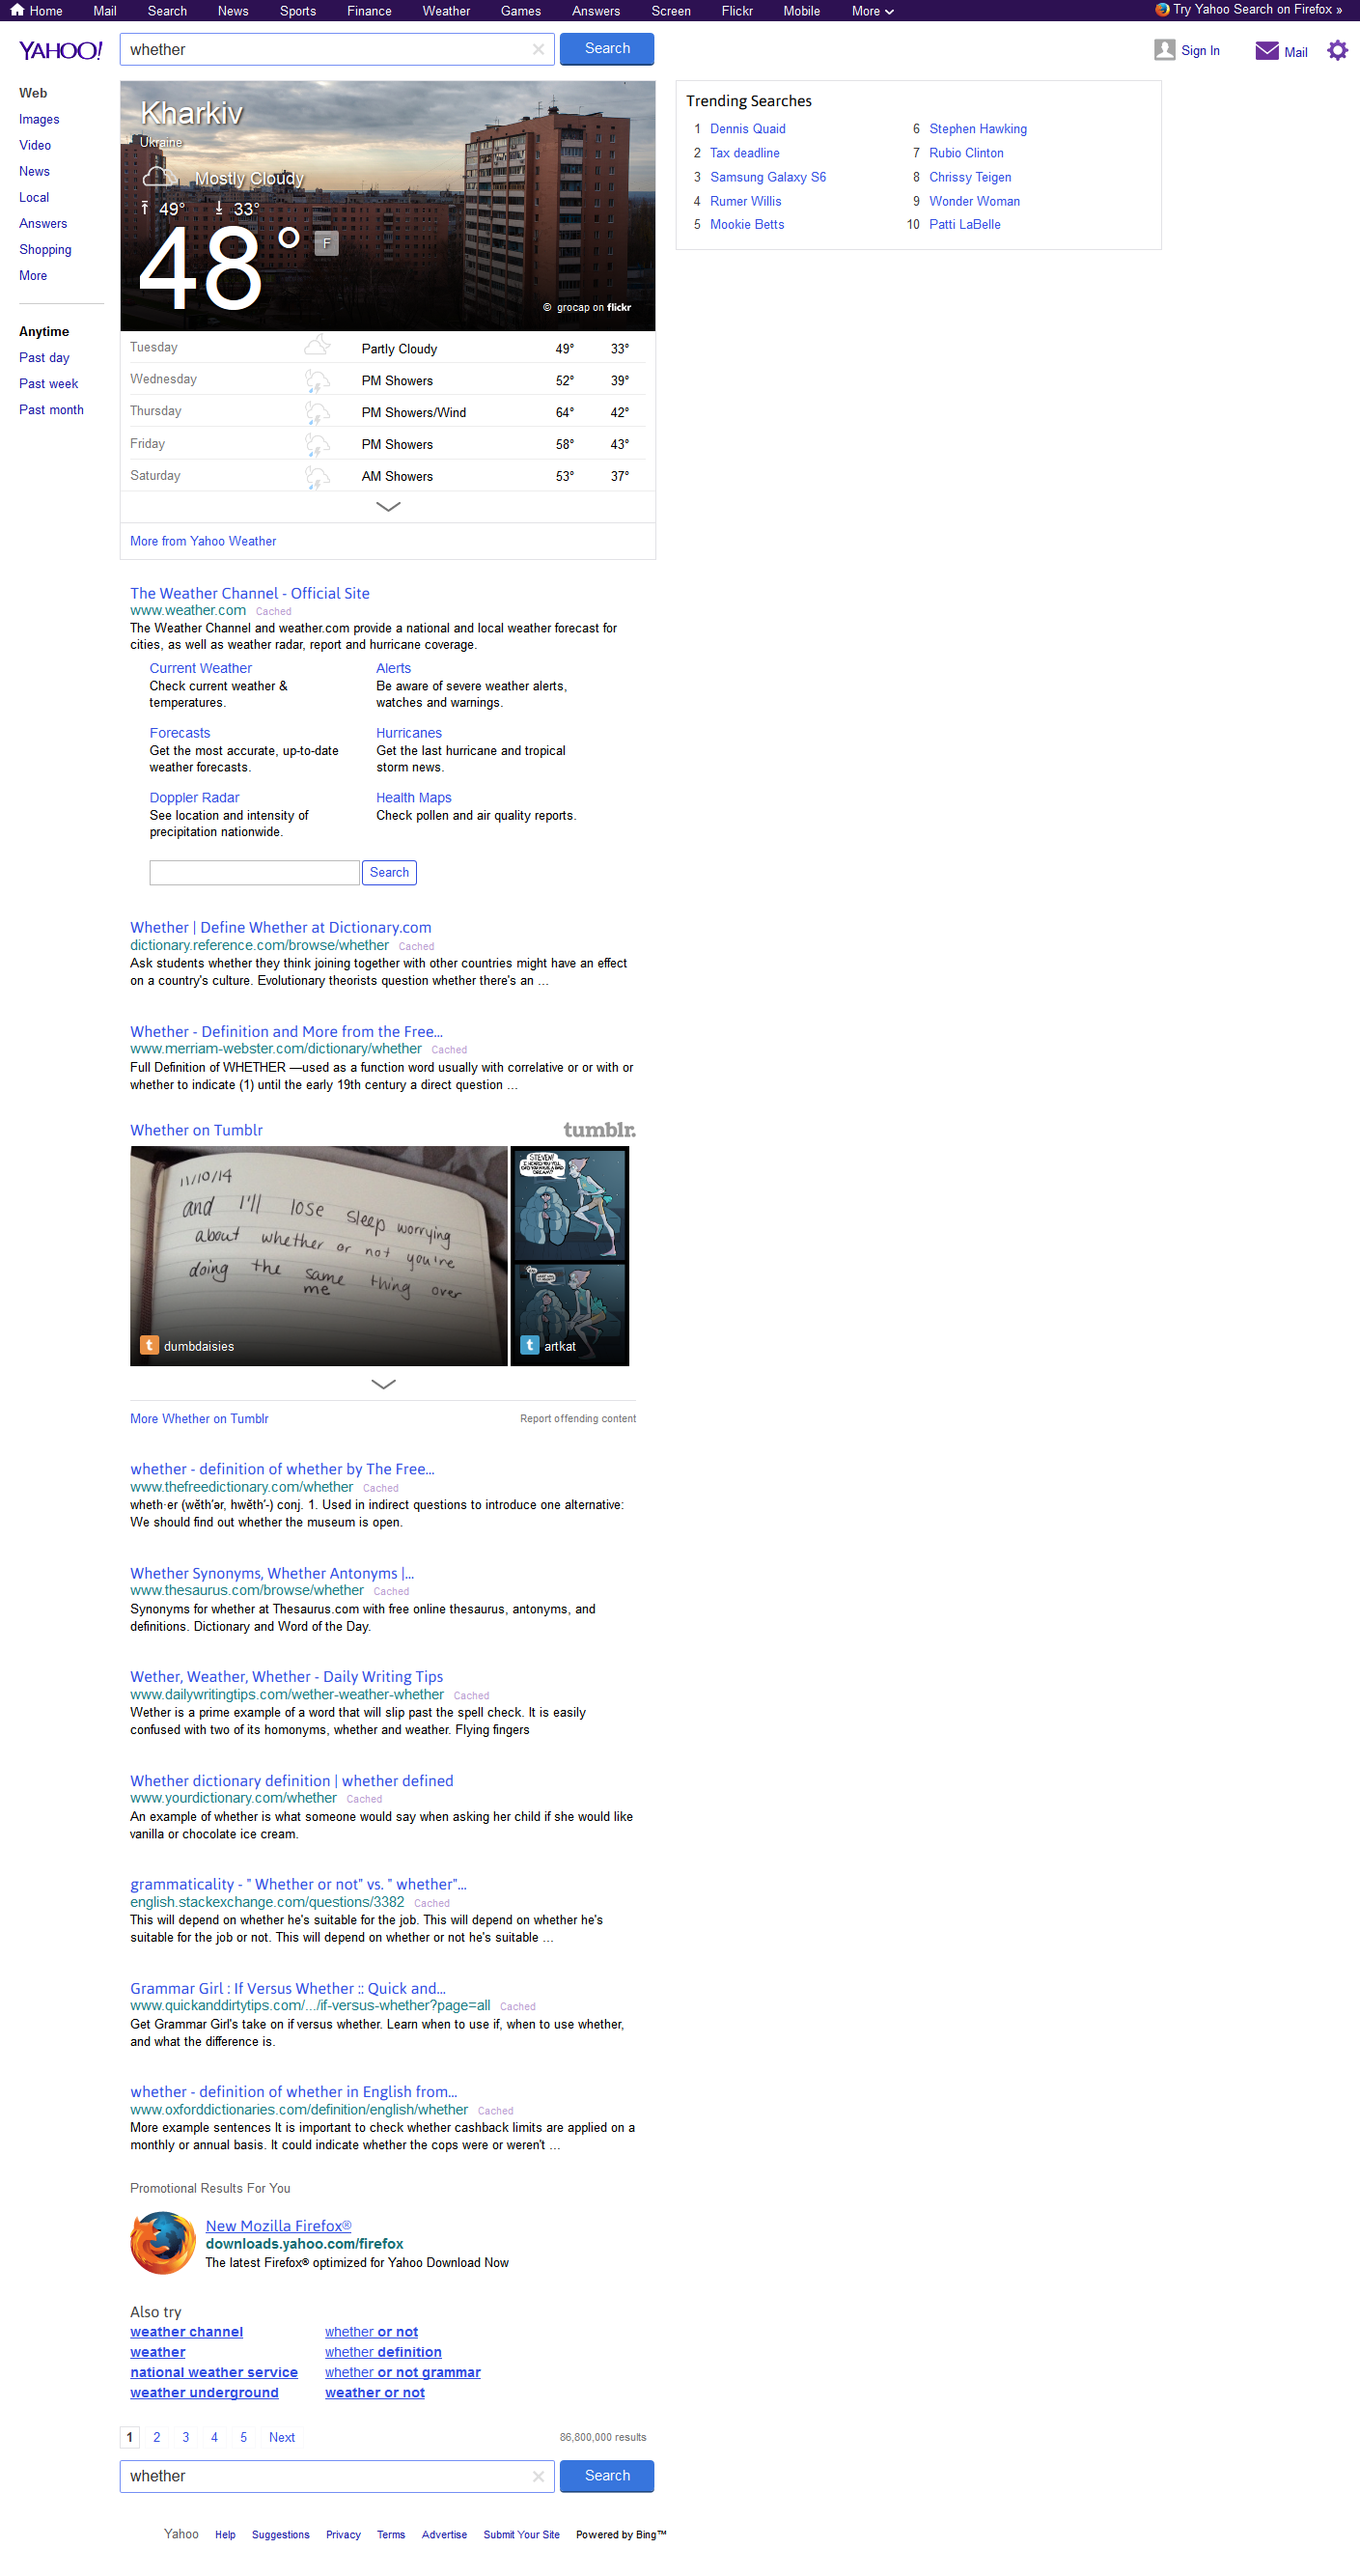 Home Mail Search News Sports Finance Weather Games Answers Screen Flickr Mobile More Try Yahoo Search on Firefox »
YAHOO! whether Search Sign In Mail
Web
Images
Video
News
Local
Answers
Shopping
More
Anytime
Past day
Past week
Past month
Kharkiv
Ukraine
Mostly Cloudy
49° 33°
48° F
© grocap on flickr
Tuesday Partly Cloudy 49° 33°
Wednesday PM Showers 52° 39°
Thursday PM Showers/Wind 64° 42°
Friday PM Showers 58° 43°
Saturday AM Showers 53° 37°
More from Yahoo Weather
Trending Searches
1 Dennis Quaid
2 Tax deadline
3 Samsung Galaxy S6
4 Rumer Willis
5 Mookie Betts
6 Stephen Hawking
7 Rubio Clinton
8 Chrissy Teigen
9 Wonder Woman
10 Patti LaBelle
The Weather Channel - Official Site
www.weather.com Cached
The Weather Channel and weather.com provide a national and local weather forecast for
cities, as well as weather radar, report and hurricane coverage.
Current Weather
Check current weather &
temperatures.
Alerts
Be aware of severe weather alerts,
watches and warnings.
Forecasts
Get the most accurate, up-to-date
weather forecasts.
Hurricanes
Get the last hurricane and tropical
storm news.
Doppler Radar
See location and intensity of
precipitation nationwide.
Health Maps
Check pollen and air quality reports.
Search
Whether | Define Whether at Dictionary.com
dictionary.reference.com/browse/whether Cached
Ask students whether they think joining together with other countries might have an effect
on a country's culture. Evolutionary theorists question whether there's an ...
Whether - Definition and More from the Free...
www.merriam-webster.com/dictionary/whether Cached
Full Definition of WHETHER —used as a function word usually with correlative or or with or
whether to indicate (1) until the early 19th century a direct question ...
Whether on Tumblr tumblr.
11/10/14
and I'll lose sleep worrying
about whether or not you're
doing the same thing over
me
dumbdaisies
STEVEN!
artkat
More Whether on Tumblr Report offending content
whether - definition of whether by The Free...
www.thefreedictionary.com/whether Cached
wheth·er (wĕth′ər, hwĕth′-) conj. 1. Used in indirect questions to introduce one alternative:
We should find out whether the museum is open.
Whether Synonyms, Whether Antonyms |...
www.thesaurus.com/browse/whether Cached
Synonyms for whether at Thesaurus.com with free online thesaurus, antonyms, and
definitions. Dictionary and Word of the Day.
Wether, Weather, Whether - Daily Writing Tips
www.dailywritingtips.com/wether-weather-whether Cached
Wether is a prime example of a word that will slip past the spell check. It is easily
confused with two of its homonyms, whether and weather. Flying fingers
Whether dictionary definition | whether defined
www.yourdictionary.com/whether Cached
An example of whether is what someone would say when asking her child if she would like
vanilla or chocolate ice cream.
grammaticality - " Whether or not" vs. " whether"...
english.stackexchange.com/questions/3382 Cached
This will depend on whether he's suitable for the job. This will depend on whether he's
suitable for the job or not. This will depend on whether or not he's suitable ...
Grammar Girl : If Versus Whether :: Quick and...
www.quickanddirtytips.com/.../if-versus-whether?page=all Cached
Get Grammar Girl's take on if versus whether. Learn when to use if, when to use whether,
and what the difference is.
whether - definition of whether in English from...
www.oxforddictionaries.com/definition/english/whether Cached
More example sentences It is important to check whether cashback limits are applied on a
monthly or annual basis. It could indicate whether the cops were or weren't ...
Promotional Results For You
New Mozilla Firefox®
downloads.yahoo.com/firefox
The latest Firefox® optimized for Yahoo Download Now
Also try
weather channel whether or not
weather whether definition
national weather service whether or not grammar
weather underground weather or not
1 2 3 4 5 Next 86,800,000 results
whether Search
Yahoo Help Suggestions Privacy Terms Advertise Submit Your Site Powered by Bing™